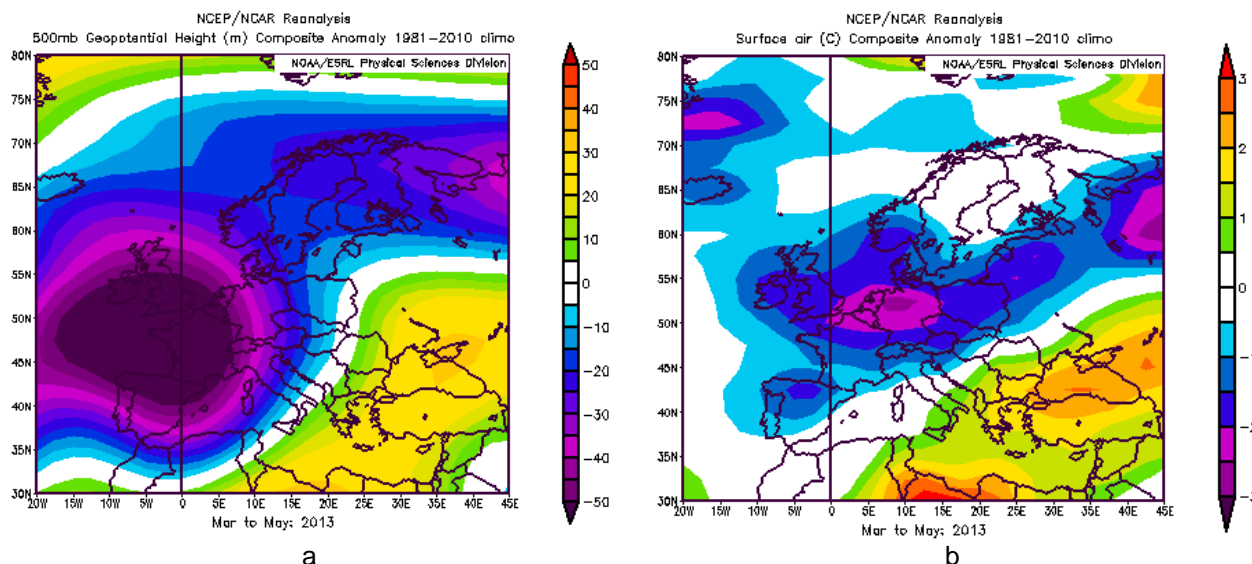 NCEP/NCAR Reanalysis
500mb Geopotential Height (m) Composite Anomaly 1981-2010 climo
NOAA/ESRL Physical Sciences Division
80N
75N
70N
65N
60N
55N
50N
45N
40N
35N
30N
20W 15W 10W 5W 0 5E 10E 15E 20E 25E 30E 35E 40E 45E
Mar to May: 2013
50
40
30
20
10
0
-10
-20
-30
-40
-50
a
NCEP/NCAR Reanalysis
Surface air (C) Composite Anomaly 1981-2010 climo
NOAA/ESRL Physical Sciences Division
80N
75N
70N
65N
60N
55N
50N
45N
40N
35N
30N
20W 15W 10W 5W 0 5E 10E 15E 20E 25E 30E 35E 40E 45E
Mar to May: 2013
3
2
1
0
-1
-2
-3
b